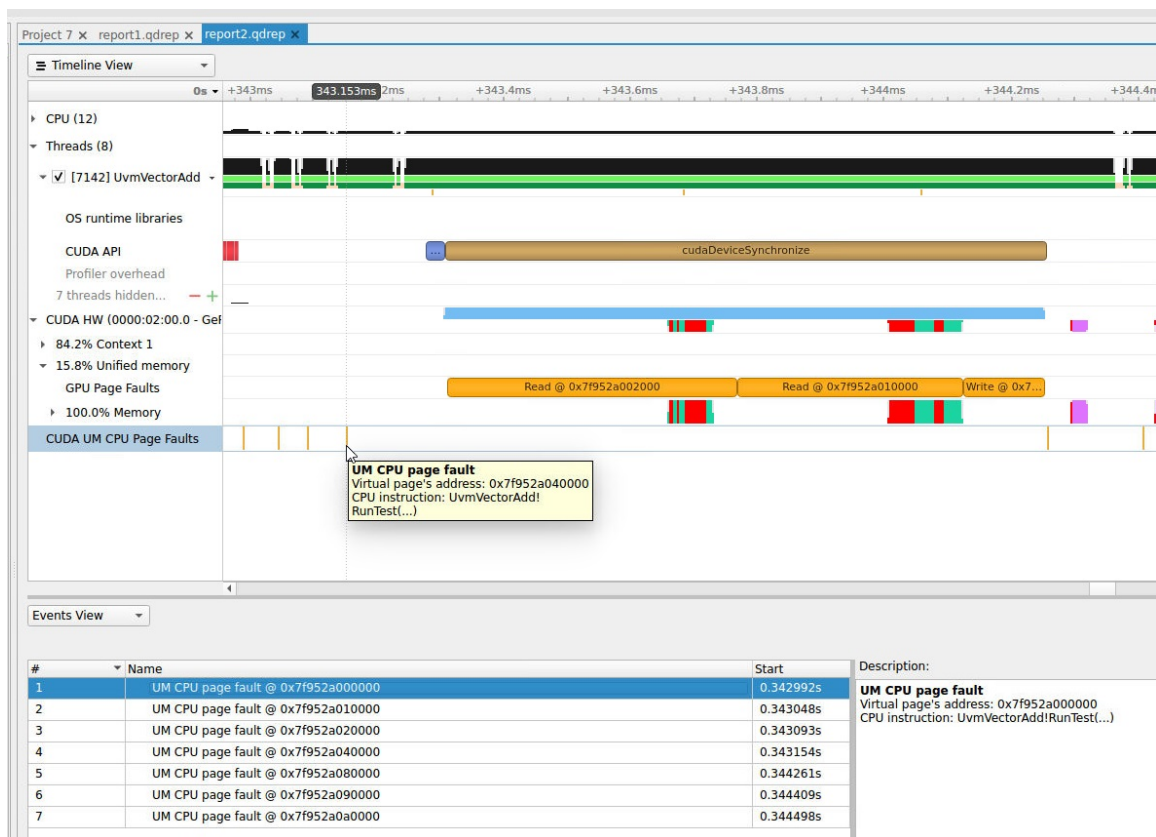 Project 7 × report1.qdrep × report2.qdrep ×
Timeline View
0s +343ms 343.153ms 2ms +343.4ms +343.6ms +343.8ms +344ms +344.2ms +344.4m
CPU (12)
Threads (8)
[7142] UvmVectorAdd
OS runtime libraries
CUDA API ... cudaDeviceSynchronize
Profiler overhead
7 threads hidden... − +
CUDA HW (0000:02:00.0 - GeF
84.2% Context 1
15.8% Unified memory
GPU Page Faults Read @ 0x7f952a002000 Read @ 0x7f952a010000 Write @ 0x7...
100.0% Memory
CUDA UM CPU Page Faults
UM CPU page fault
Virtual page's address: 0x7f952a040000
CPU instruction: UvmVectorAdd!
RunTest(...)
Events View
# Name Start
1 UM CPU page fault @ 0x7f952a000000 0.342992s
2 UM CPU page fault @ 0x7f952a010000 0.343048s
3 UM CPU page fault @ 0x7f952a020000 0.343093s
4 UM CPU page fault @ 0x7f952a040000 0.343154s
5 UM CPU page fault @ 0x7f952a080000 0.344261s
6 UM CPU page fault @ 0x7f952a090000 0.344409s
7 UM CPU page fault @ 0x7f952a0a0000 0.344498s
Description:
UM CPU page fault
Virtual page's address: 0x7f952a000000
CPU instruction: UvmVectorAdd!RunTest(...)